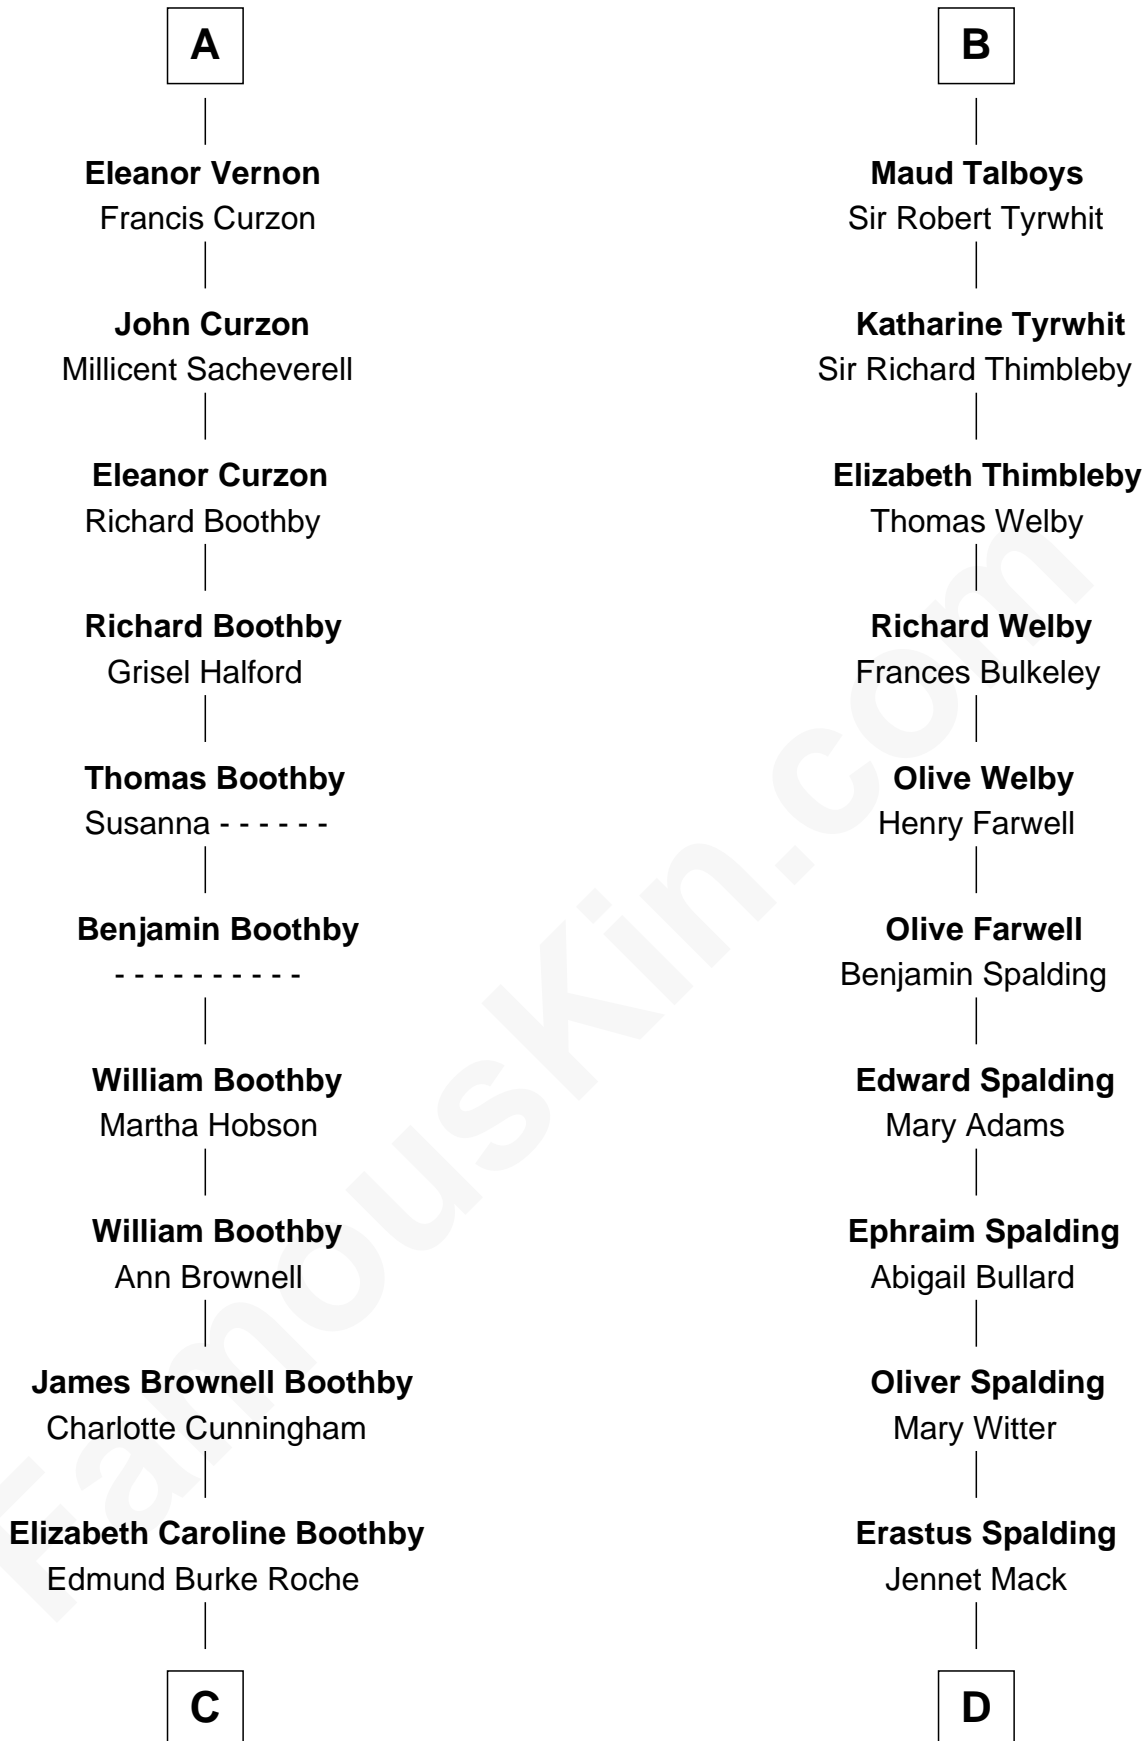 A
Eleanor Vernon
Francis Curzon
John Curzon
Millicent Sacheverell
Eleanor Curzon
Richard Boothby
Richard Boothby
Grisel Halford
Thomas Boothby
Susanna - - - - - -
Benjamin Boothby
- - - - - - - - - -
William Boothby
Martha Hobson
William Boothby
Ann Brownell
James Brownell Boothby
Charlotte Cunningham
Elizabeth Caroline Boothby
Edmund Burke Roche
C
B
Maud Talboys
Sir Robert Tyrwhit
Katharine Tyrwhit
Sir Richard Thimbleby
Elizabeth Thimbleby
Thomas Welby
Richard Welby
Frances Bulkeley
Olive Welby
Henry Farwell
Olive Farwell
Benjamin Spalding
Edward Spalding
Mary Adams
Ephraim Spalding
Abigail Bullard
Oliver Spalding
Mary Witter
Erastus Spalding
Jennet Mack
D
FamousKin.com